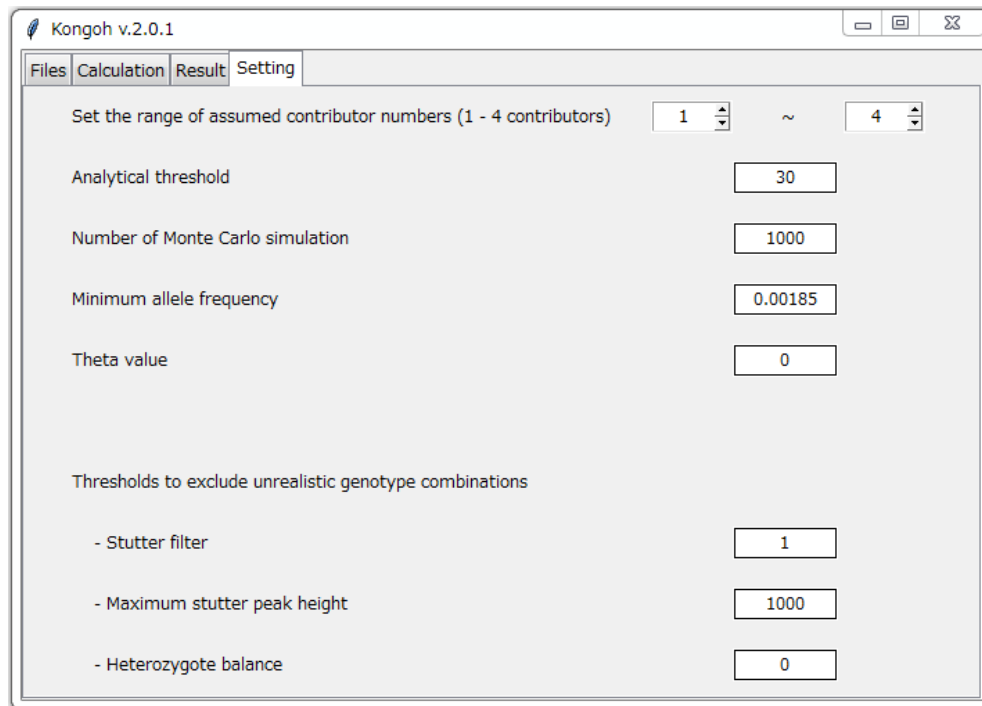 Kongoh v.2.0.1
Files Calculation Result Setting
Set the range of assumed contributor numbers (1 - 4 contributors) 1 ~ 4
Analytical threshold 30
Number of Monte Carlo simulation 1000
Minimum allele frequency 0.00185
Theta value 0
Thresholds to exclude unrealistic genotype combinations
- Stutter filter 1
- Maximum stutter peak height 1000
- Heterozygote balance 0